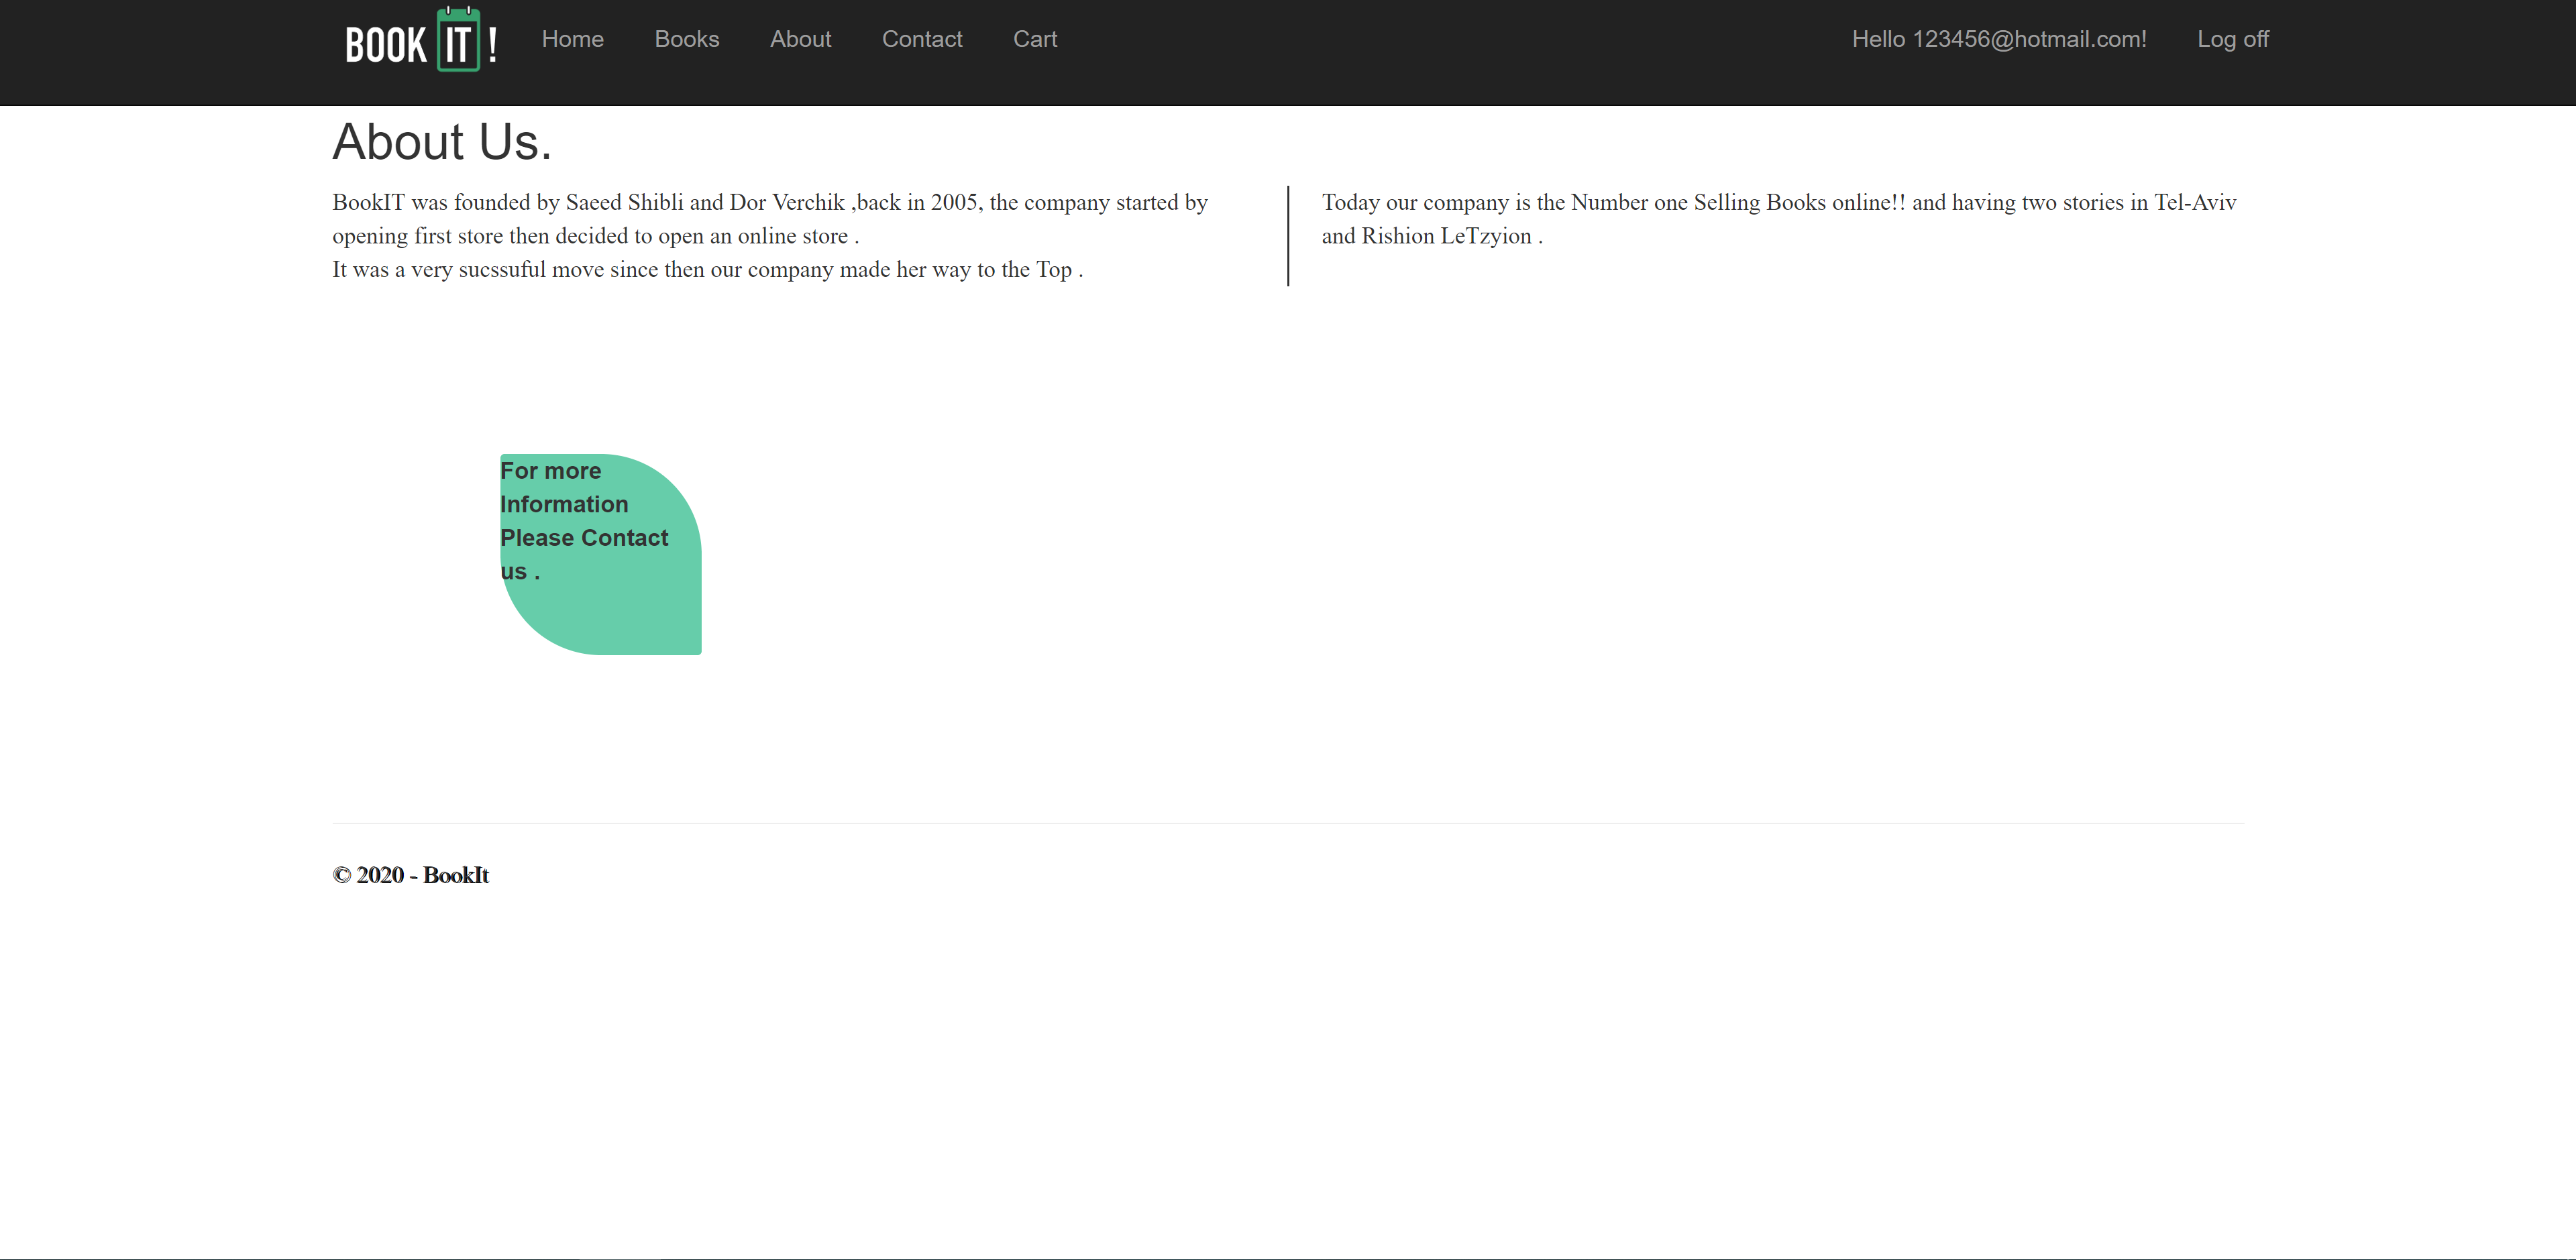 BOOK IT ! Home Books About Contact Cart Hello 123456@hotmail.com! Log off
About Us.
BookIT was founded by Saeed Shibli and Dor Verchik ,back in 2005, the company started by
opening first store then decided to open an online store .
It was a very sucssuful move since then our company made her way to the Top .
Today our company is the Number one Selling Books online!! and having two stories in Tel-Aviv
and Rishion LeTzyion .
For more
Information
Please Contact
us .
© 2020 - BookIt